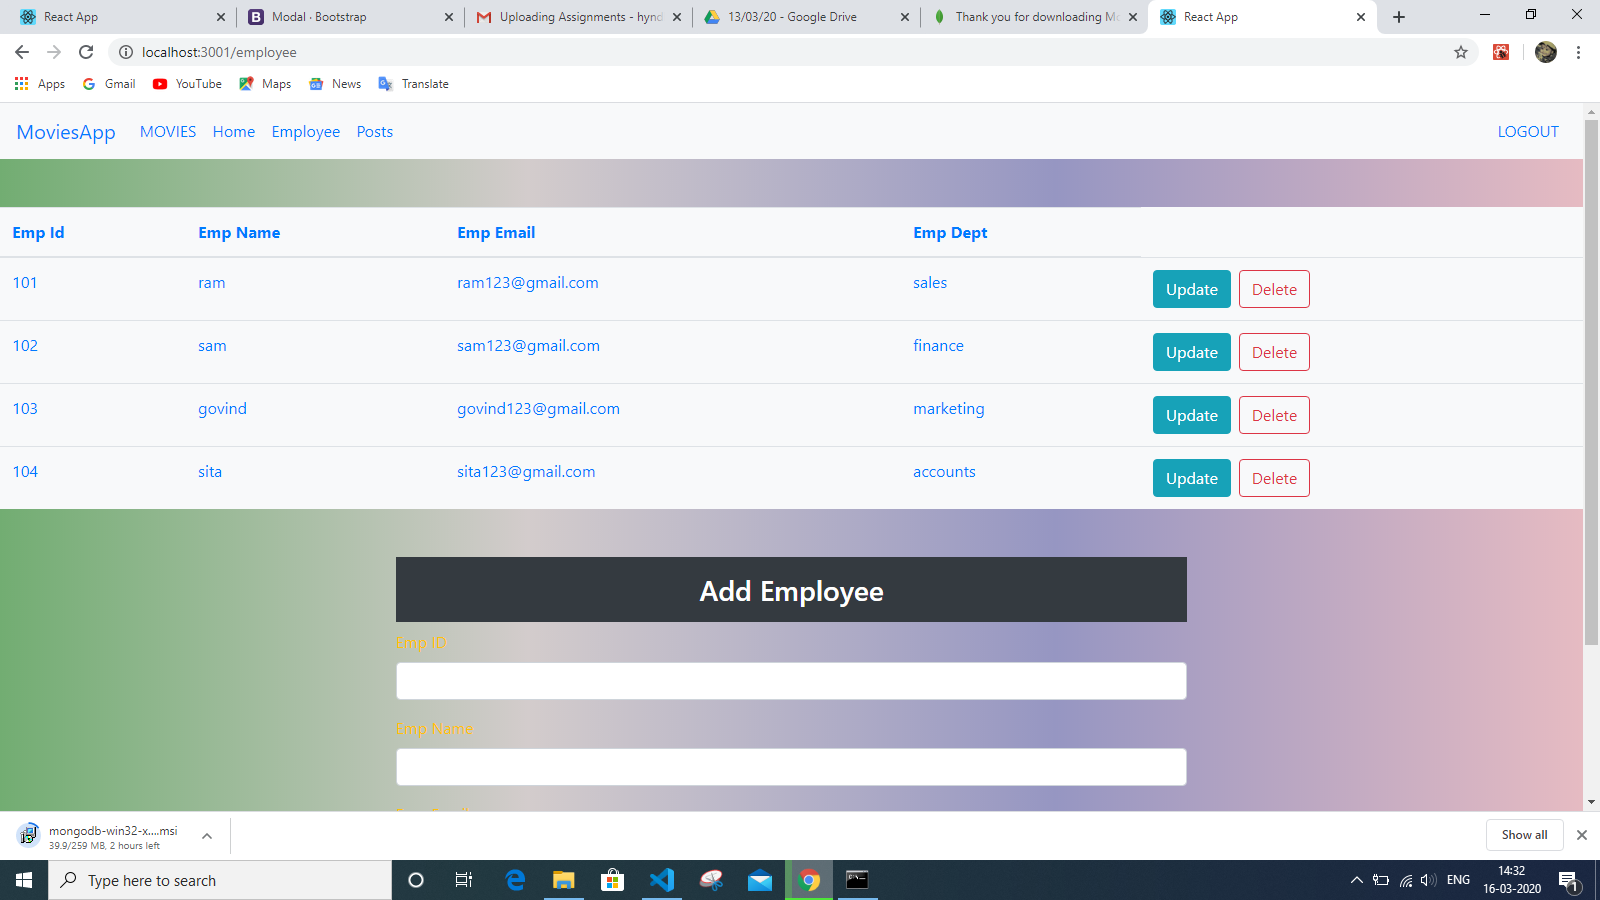 React App
Modal · Bootstrap
Uploading Assignments - hynd
13/03/20 - Google Drive
Thank you for downloading Mo
React App
localhost:3001/employee
Apps Gmail YouTube Maps News Translate
MoviesApp MOVIES Home Employee Posts LOGOUT
Emp Id Emp Name Emp Email Emp Dept
101 ram ram123@gmail.com sales Update Delete
102 sam sam123@gmail.com finance Update Delete
103 govind govind123@gmail.com marketing Update Delete
104 sita sita123@gmail.com accounts Update Delete
Add Employee
Emp ID
Emp Name
mongodb-win32-x....msi
39.9/259 MB, 2 hours left
Show all
Type here to search
ENG
14:32
16-03-2020
1